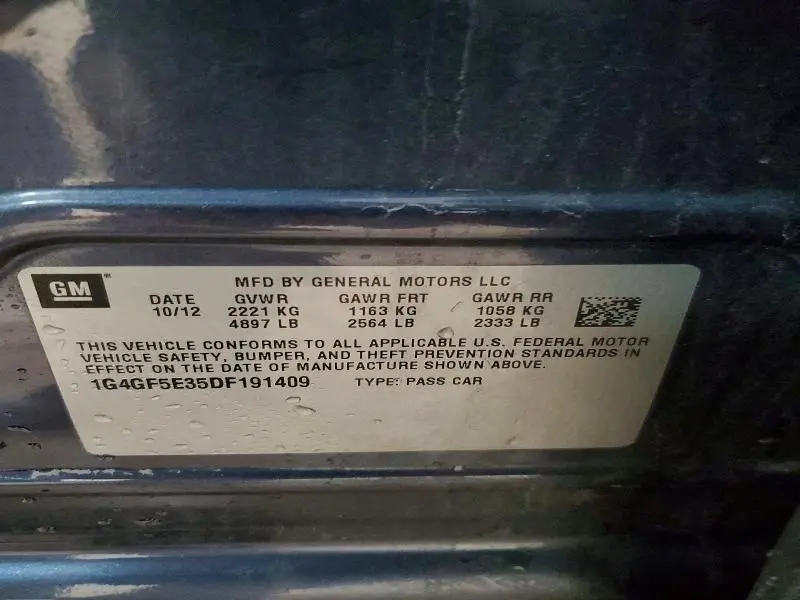 GM
MFD BY GENERAL MOTORS LLC
DATE GVWR GAWR FRT GAWR RR
10/12 2221 KG 1163 KG 1058 KG
4897 LB 2564 LB 2333 LB
THIS VEHICLE CONFORMS TO ALL APPLICABLE U.S. FEDERAL MOTOR
VEHICLE SAFETY, BUMPER, AND THEFT PREVENTION STANDARDS IN
EFFECT ON THE DATE OF MANUFACTURE SHOWN ABOVE.
1G4GF5E35DF191409 TYPE: PASS CAR